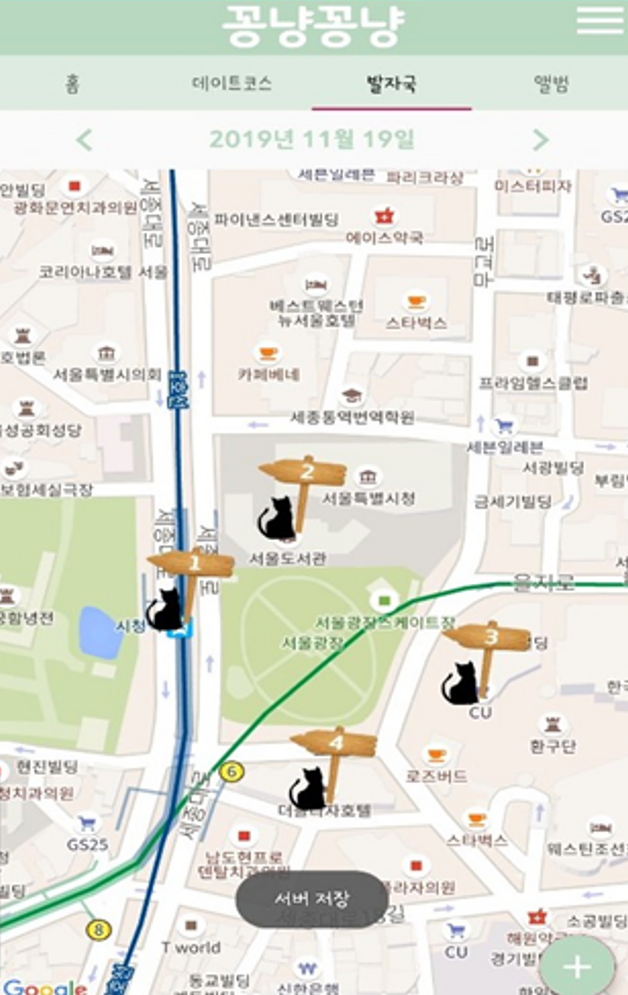 꽁냥꽁냥
홈
데이트코스
발자국
앨범
2019년 11월 19일
세븐일레븐
파리크라상
미스터피자
안빌딩
광화문연치과의원
세종대로
세종대로
파이낸스센터빌딩
에이스약국
GS2
코리아나호텔 서울
베스트웨스턴
뉴서울호텔
스타벅스
태평로파출
호법론
서울특별시의회
카페베네
1호선
프라임헬스클럽
세종통역번역학원
성공회성당
세븐일레븐
서광빌딩
부림
보험세실극장
2
서울특별시청
금세기빌딩
세종대로
서울도서관
1
을지로
궁함녕전
시청
서울광장스케이트장
서울광장
3
딩
CU
환구단
4
현진빌딩
6
로즈버드
정치과의원
세종대로
더플라자호텔
GS25
스타벅스
웨스틴조선
남도현프로
덴탈치과의원
플라자의원
빌딩
서버 저장
세종대로18길
8
T world
CU
해원약
소공빌딩
경기빌
+
동교빌딩
Google
신한은행